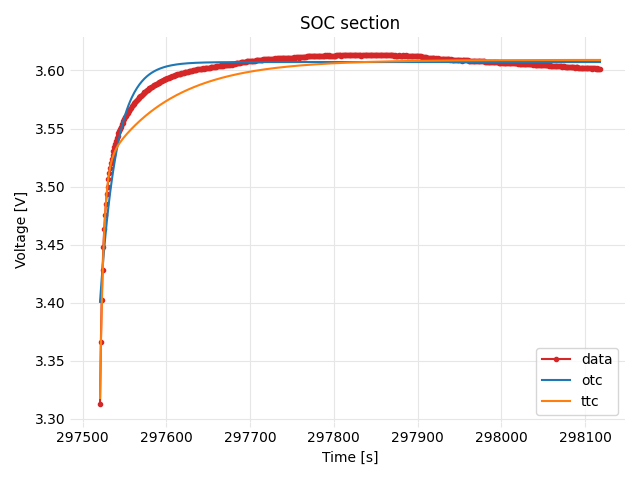 SOC section
Voltage [V]
3.60
3.55
3.50
3.45
3.40
3.35
3.30
297500 297600 297700 297800 297900 298000 298100
Time [s]
data
otc
ttc